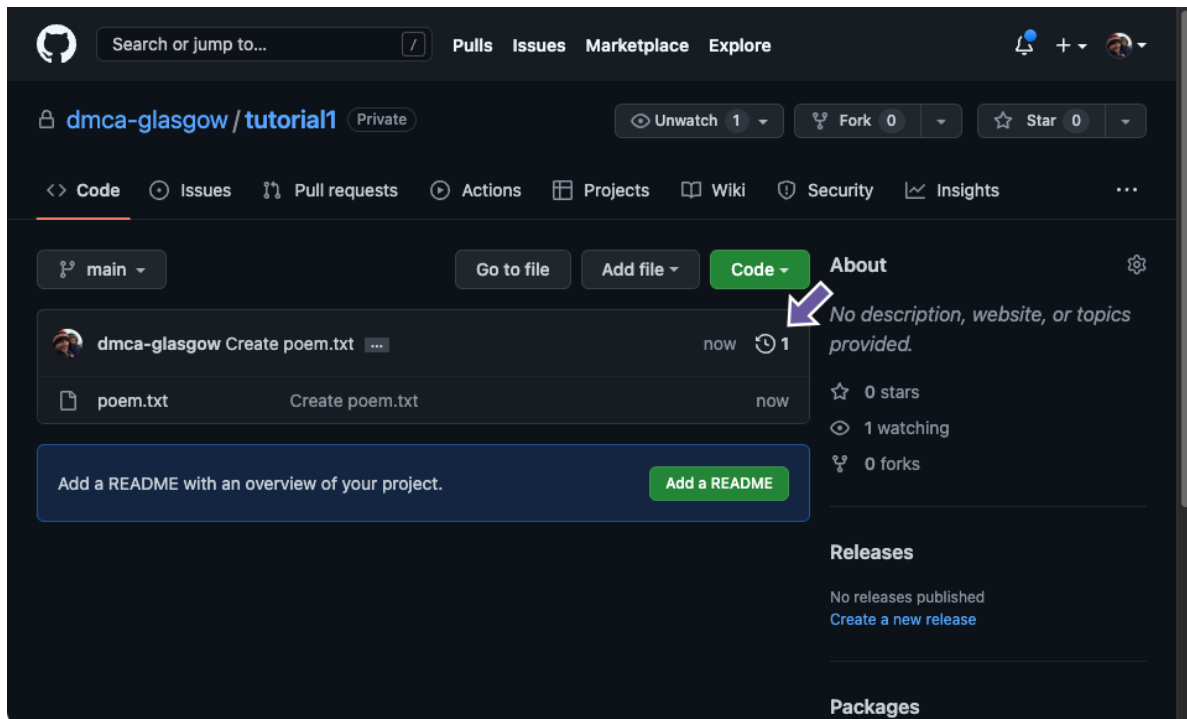 Search or jump to... / Pulls Issues Marketplace Explore
dmca-glasgow / tutorial1 Private Unwatch 1 Fork 0 Star 0
Code Issues Pull requests Actions Projects Wiki Security Insights ...
main Go to file Add file Code
dmca-glasgow Create poem.txt ... now 1
poem.txt Create poem.txt now
Add a README with an overview of your project. Add a README
About
No description, website, or topics
provided.
0 stars
1 watching
0 forks
Releases
No releases published
Create a new release
Packages